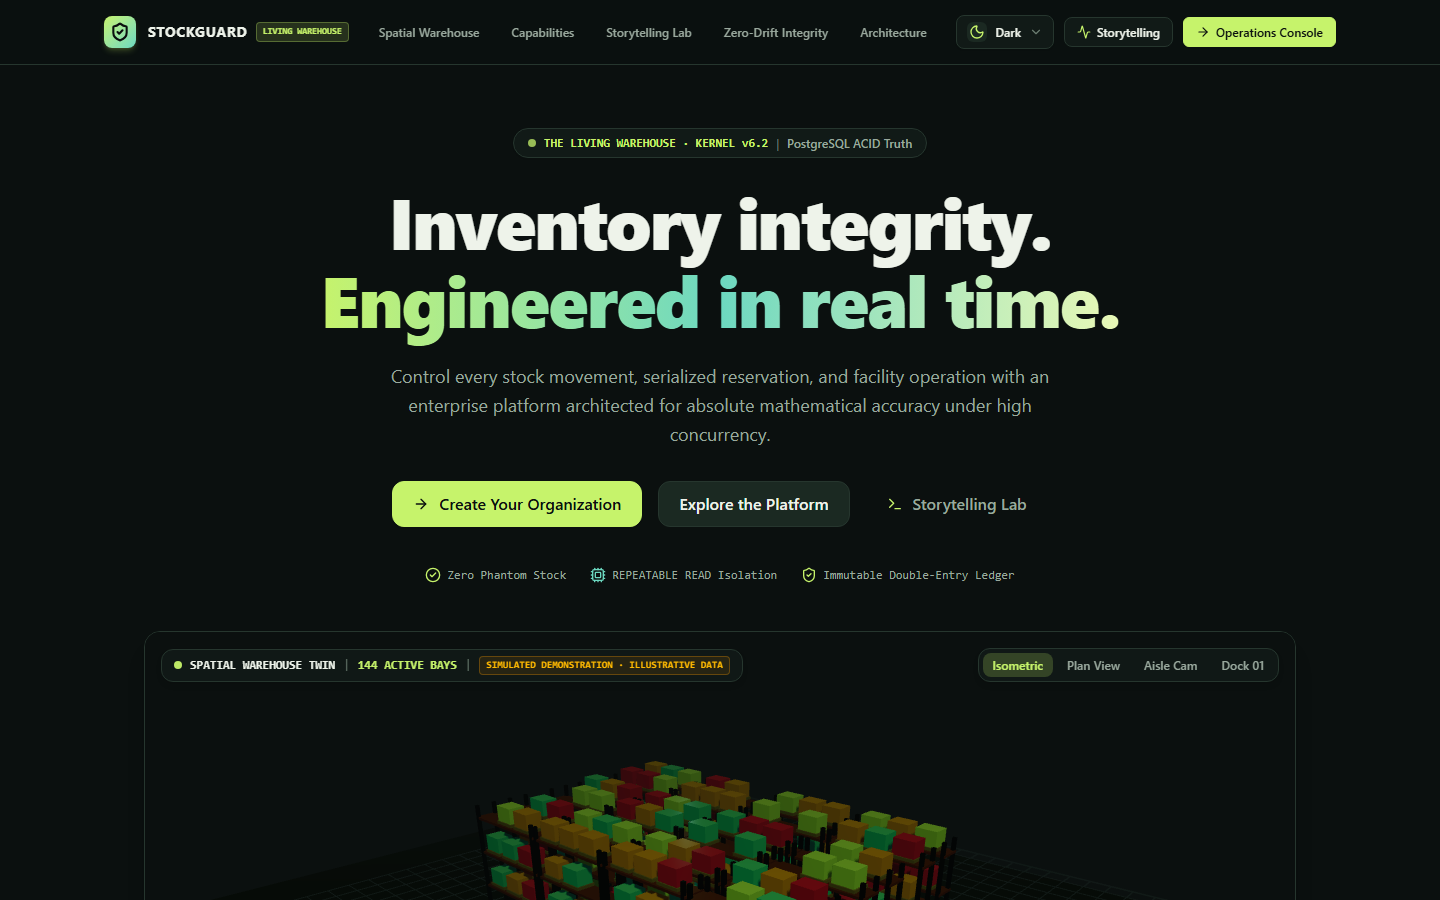 STOCKGUARD LIVING WAREHOUSE Spatial Warehouse Capabilities Storytelling Lab Zero-Drift Integrity Architecture Dark Storytelling Operations Console
THE LIVING WAREHOUSE · KERNEL v6.2 | PostgreSQL ACID Truth
Inventory integrity.
Engineered in real time.
Control every stock movement, serialized reservation, and facility operation with an
enterprise platform architected for absolute mathematical accuracy under high
concurrency.
Create Your Organization Explore the Platform Storytelling Lab
Zero Phantom Stock REPEATABLE READ Isolation Immutable Double-Entry Ledger
SPATIAL WAREHOUSE TWIN | 144 ACTIVE BAYS | SIMULATED DEMONSTRATION · ILLUSTRATIVE DATA Isometric Plan View Aisle Cam Dock 01